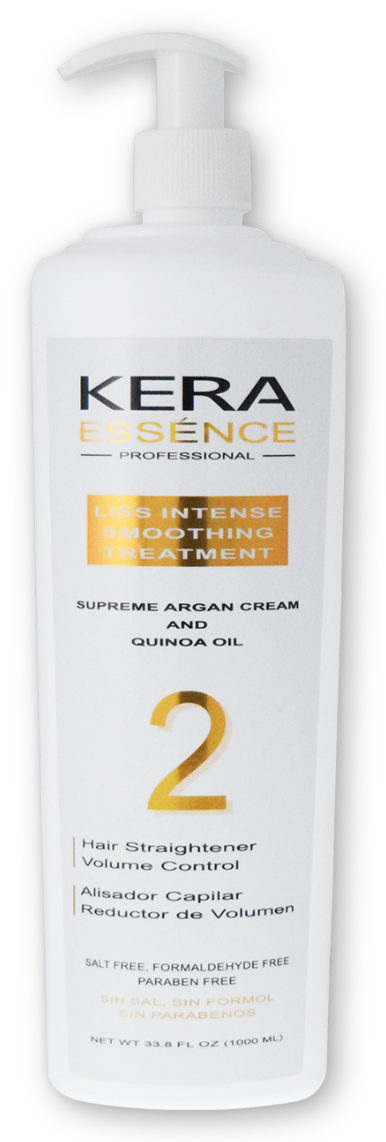 KERA
ESSÉNCE
PROFESSIONAL
LISS INTENSE
SMOOTHING
TREATMENT
SUPREME ARGAN CREAM
AND
QUINOA OIL
2
Hair Straightener
Volume Control
Alisador Capilar
Reductor de Volumen
SALT FREE, FORMALDEHYDE FREE
PARABEN FREE
SIN SAL, SIN FORMOL
SIN PARABENOS
NET WT 33.8 FL OZ (1000 ML)